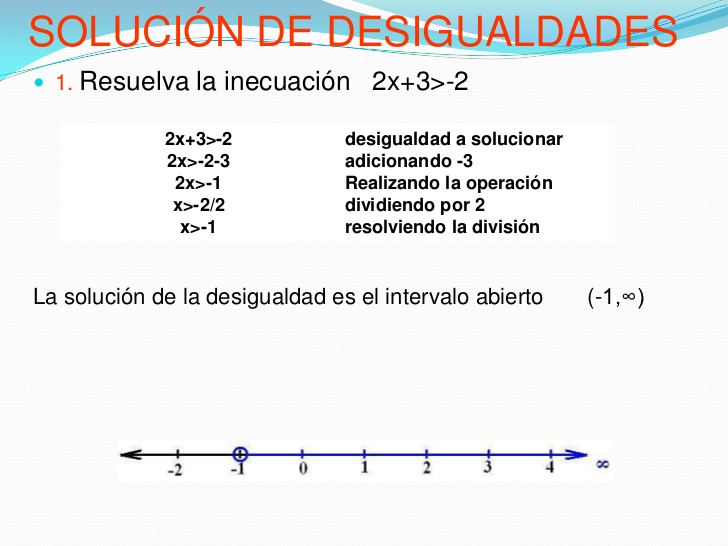 SOLUCIÓN DE DESIGUALDADES
• 1. Resuelva la inecuación 2x+3>-2
2x+3>-2 desigualdad a solucionar
2x>-2-3 adicionando -3
2x>-1 Realizando la operación
x>-2/2 dividiendo por 2
x>-1 resolviendo la división
La solución de la desigualdad es el intervalo abierto (-1,∞)
-2 -1 0 1 2 3 4 ∞